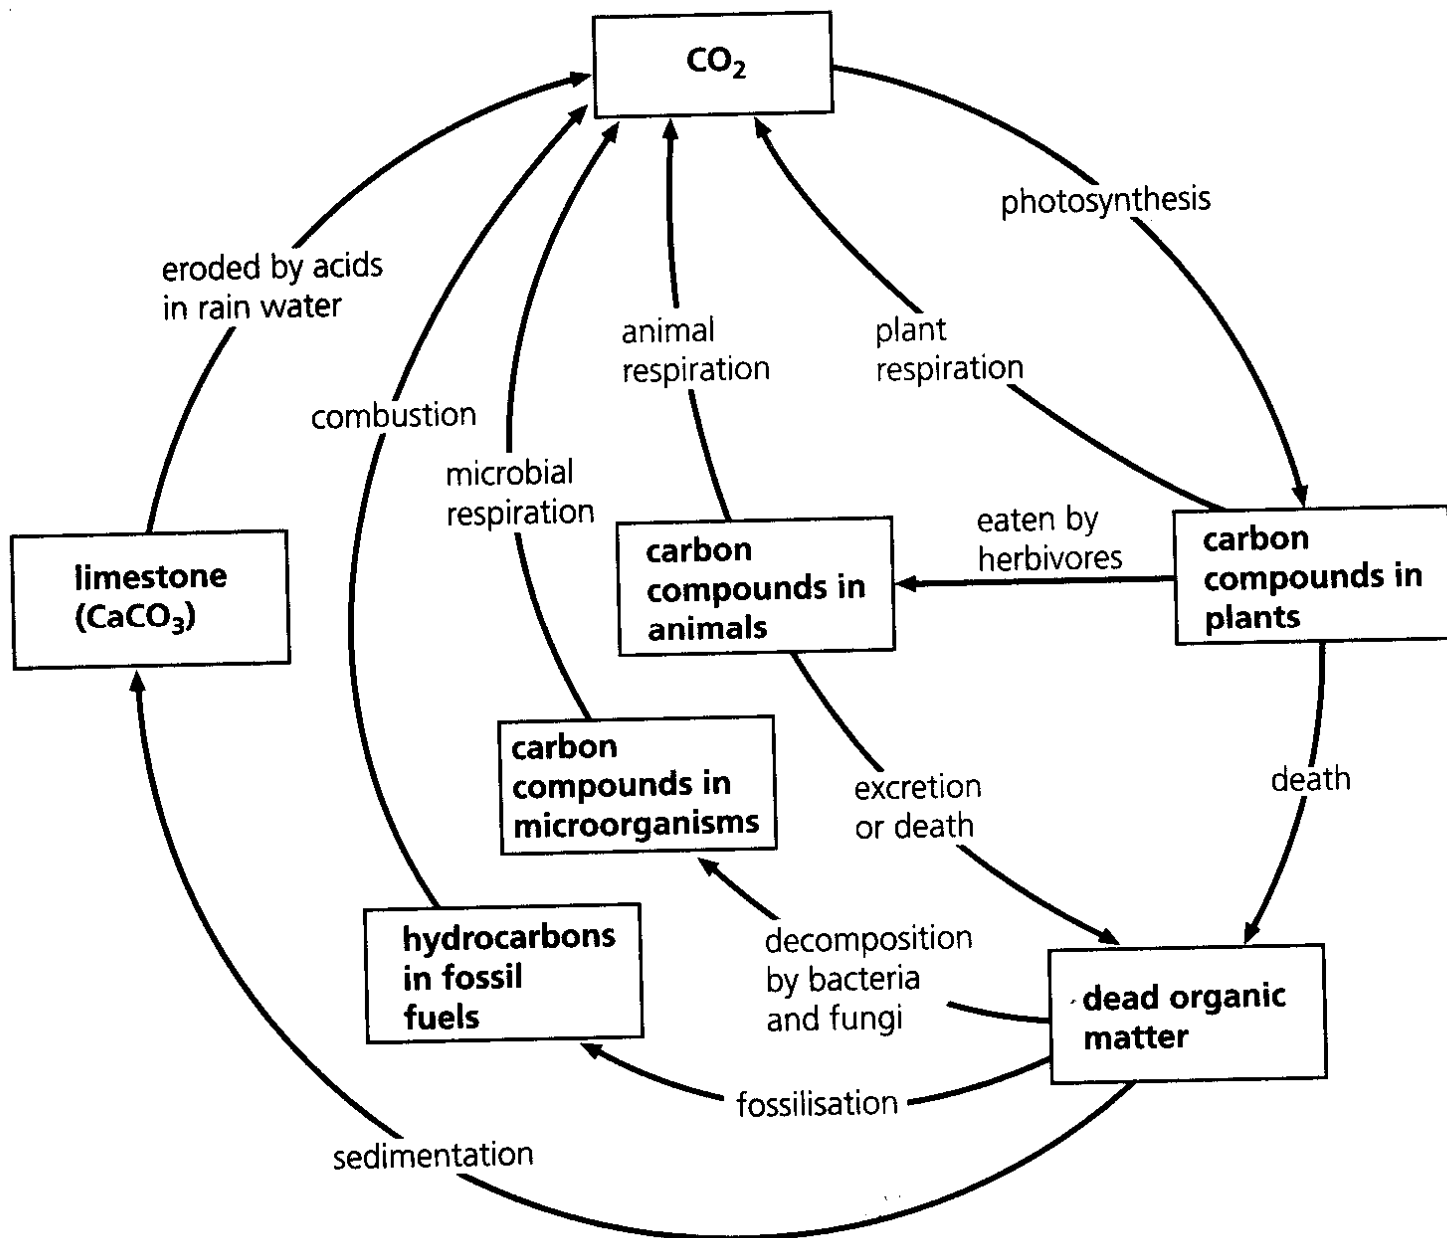 CO₂
photosynthesis
eroded by acids
in rain water
animal
respiration
plant
respiration
combustion
microbial
respiration
limestone
(CaCO₃)
carbon
compounds in
animals
eaten by
herbivores
carbon
compounds in
plants
carbon
compounds in
microorganisms
excretion
or death
death
hydrocarbons
in fossil
fuels
decomposition
by bacteria
and fungi
dead organic
matter
fossilisation
sedimentation